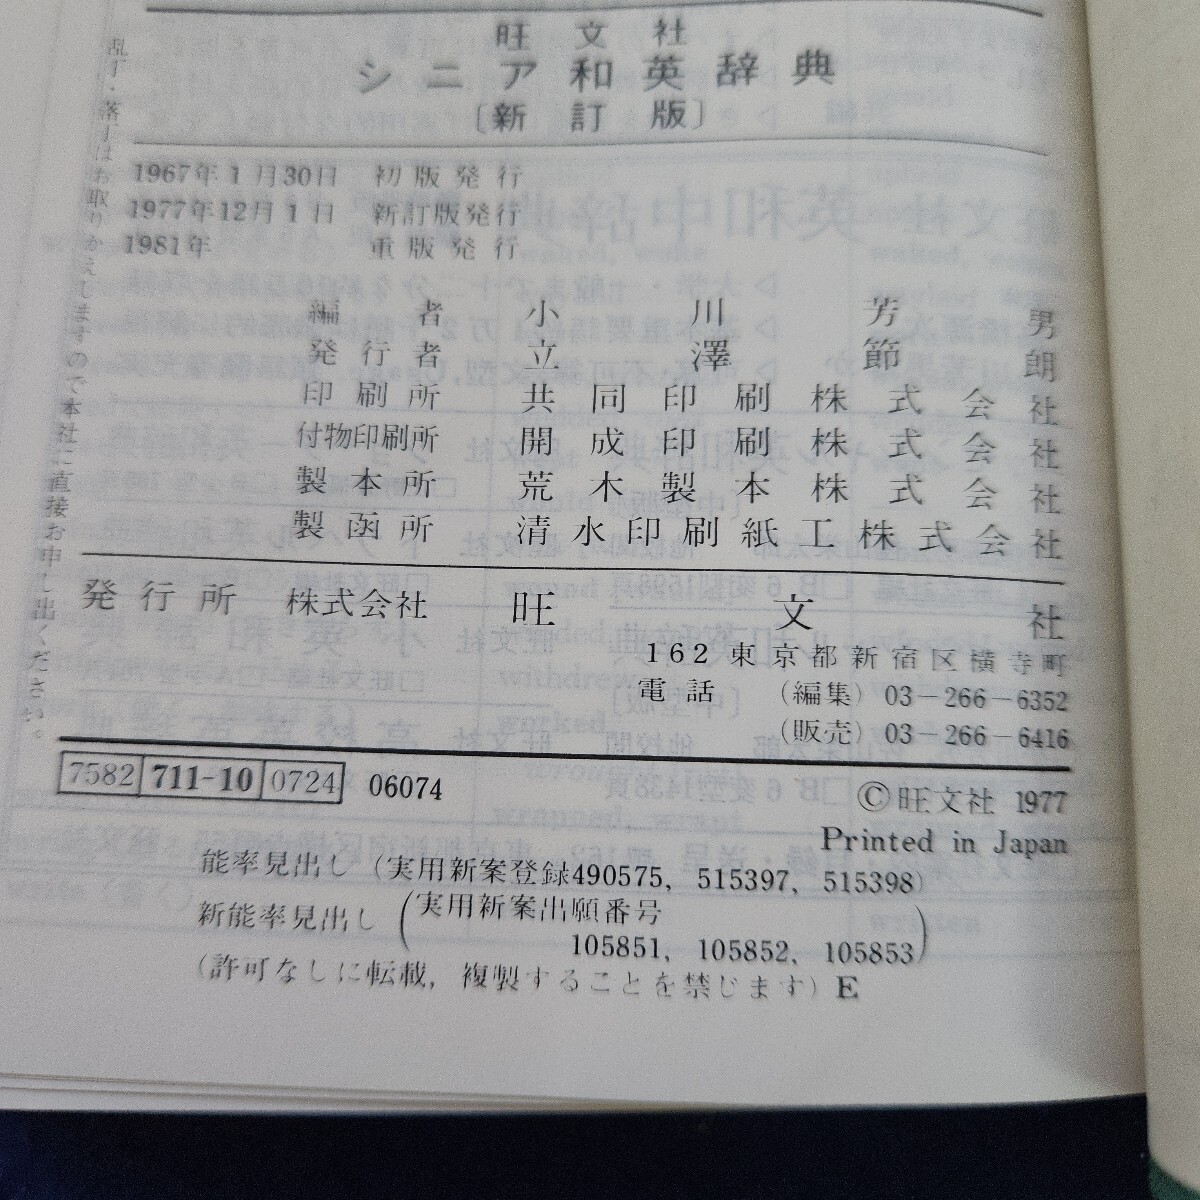 旺文社
シニア和英辞典
〔新訂版〕
1967年1月30日 初版発行
1977年12月1日 新訂版発行
1981年 重版発行
編者 小川芳男
発行者 立澤節朗
印刷所 共同印刷株式会社
付物印刷所 開成印刷株式会社
製本所 荒木製本株式会社
製函所 清水印刷紙工株式会社
発行所 株式会社 旺文社
162 東京都新宿区横寺町
電話 (編集) 03-266-6352
(販売) 03-266-6416
7582 711-10 0724 06074
©旺文社 1977
Printed in Japan
能率見出し (実用新案登録490575, 515397, 515398)
新能率見出し (実用新案出願番号
105851, 105852, 105853)
(許可なしに転載, 複製することを禁じます) E
乱丁・落丁はお取りかえしますので本社に直接お申し出ください。